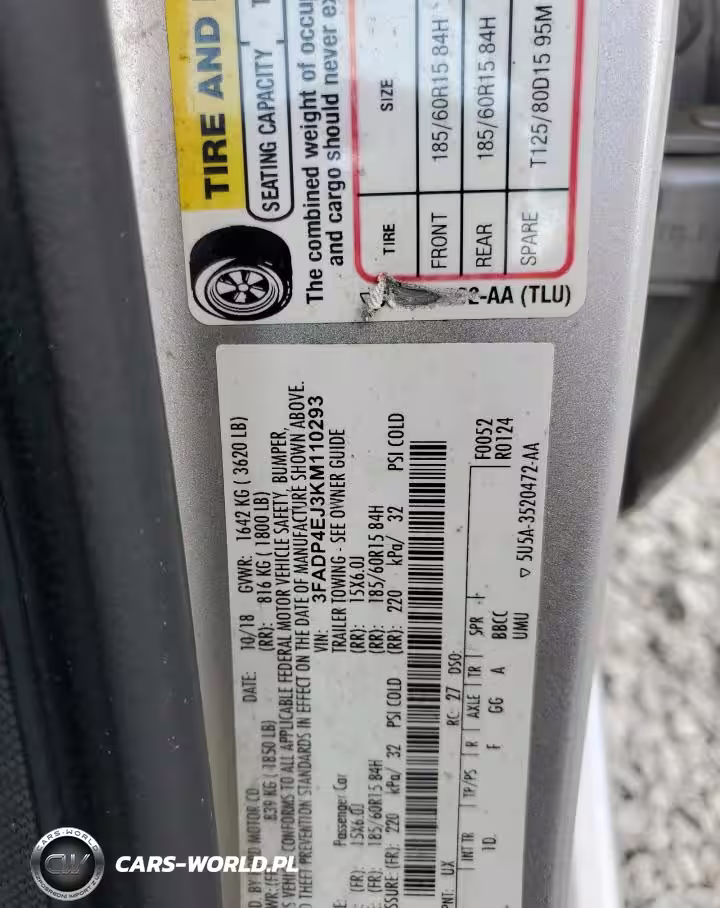 TIRE AND
SEATING CAPACITY
The combined weight of
and cargo should never
TIRE SIZE
FRONT 185/60R15 84H
REAR 185/60R15 84H
SPARE T125/80D15 95M
-AA (TLU)
MOTOR CO. DATE: 10/18 GVWR: 1642 KG ( 3620 LB)
839 KG ( 1850 LB) (RR): 816 KG ( 1800 LB)
CONFORMS TO ALL APPLICABLE FEDERAL MOTOR VEHICLE SAFETY, BUMPER,
THEFT PREVENTION STANDARDS IN EFFECT ON THE DATE OF MANUFACTURE SHOWN ABOVE.
VIN: 3FADP4EJ3KM110293
Passenger Car TRAILER TOWING - SEE OWNER GUIDE
(FR): 15X6.0J (RR): 15X6.0J
(FR): 185/60R15 84H (RR): 185/60R15 84H
(FR): 220 kPa/ 32 PSI COLD (RR): 220 kPa/ 32 PSI COLD
UX RC: 27 DSO:
INT TR TP/PS R AXLE TR SPR F0052
1D F GG A BBCC R0124
UMU ▽ 5U5A-3520472-AA
CARS-WORLD
CW
CARS-WORLD.PL